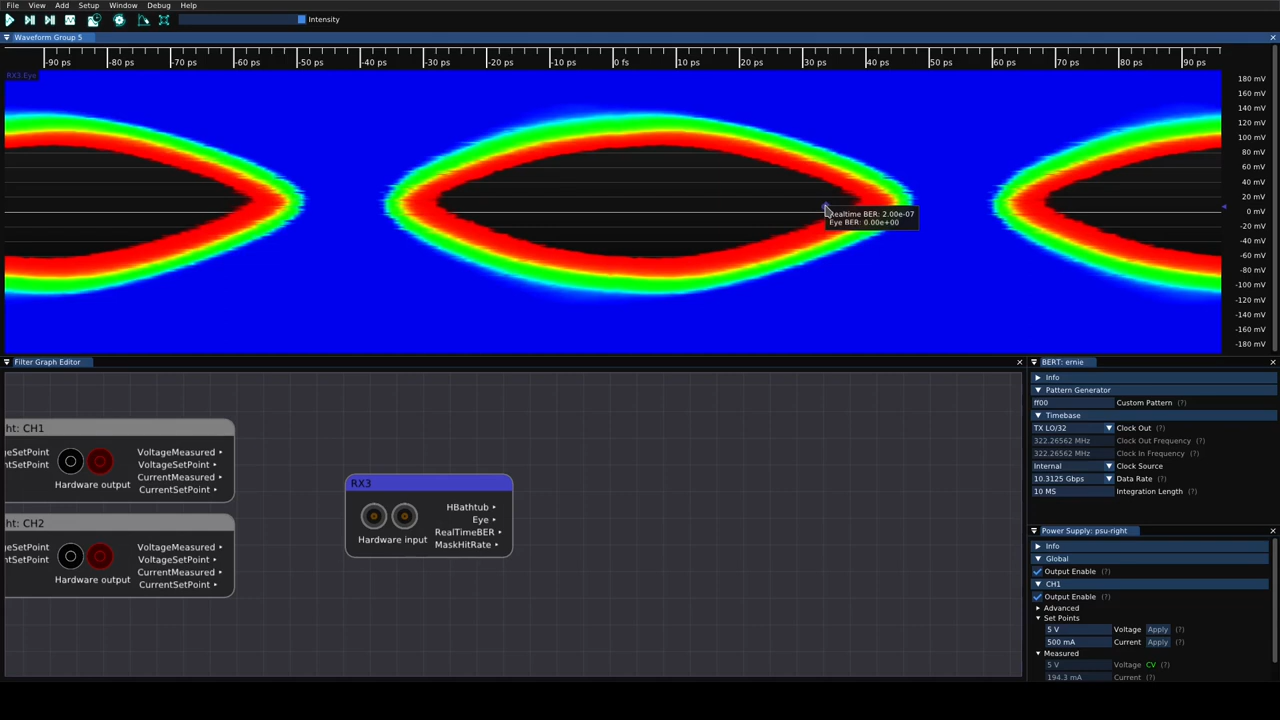 File View Add Setup Window Debug Help
Intensity
Waveform Group 5
-90 ps -80 ps -70 ps -60 ps -50 ps -40 ps -30 ps -20 ps -10 ps 0 fs 10 ps 20 ps 30 ps 40 ps 50 ps 60 ps 70 ps 80 ps 90 ps
RX3 Eye
180 mV
160 mV
140 mV
120 mV
100 mV
80 mV
60 mV
40 mV
20 mV
0 mV
-20 mV
-40 mV
-60 mV
-80 mV
-100 mV
-120 mV
-140 mV
-160 mV
-180 mV
Realtime BER: 2.00e-07
Eye BER: 0.00e+00
Filter Graph Editor
ht: CH1
geSetPoint VoltageMeasured
ntSetPoint VoltageSetPoint
CurrentMeasured
Hardware output CurrentSetPoint
ht: CH2
geSetPoint VoltageMeasured
ntSetPoint VoltageSetPoint
CurrentMeasured
Hardware output CurrentSetPoint
RX3
HBathtub
Eye
RealTimeBER
Hardware input MaskHitRate
BERT: ernie
Info
Pattern Generator
ff00 Custom Pattern (?)
Timebase
TX LO/32 Clock Out (?)
322.26562 MHz Clock Out Frequency (?)
322.26562 MHz Clock In Frequency (?)
Internal Clock Source (?)
10.3125 Gbps Data Rate (?)
10 MS Integration Length (?)
Power Supply: psu-right
Info
Global
Output Enable (?)
CH1
Output Enable (?)
Advanced
Set Points
5 V Voltage Apply (?)
500 mA Current Apply (?)
Measured
5 V Voltage CV (?)
194.3 mA Current (?)